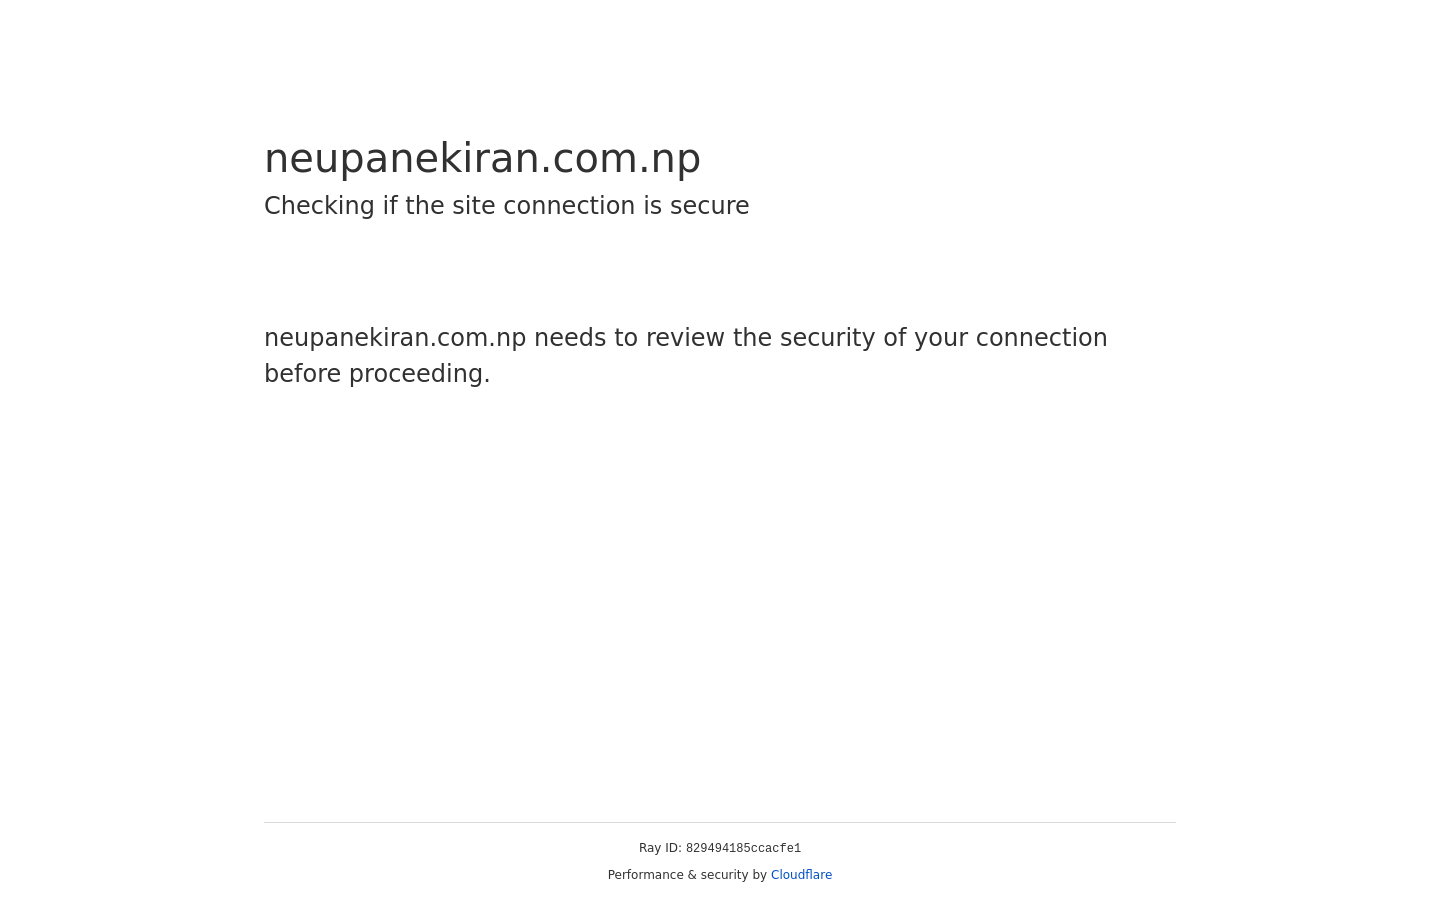 neupanekiran.com.np
Checking if the site connection is secure
neupanekiran.com.np needs to review the security of your connection
before proceeding.
Ray ID: 829494185ccacfe1
Performance & security by Cloudflare